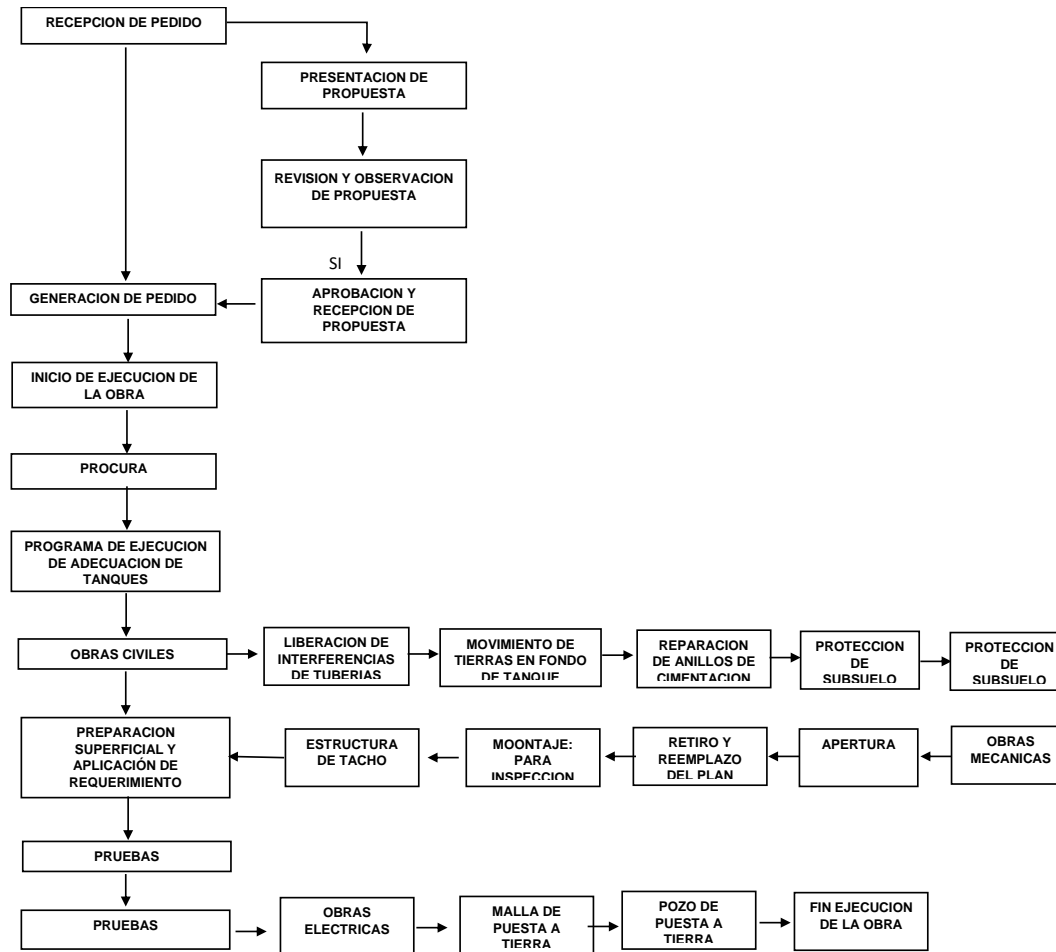 RECEPCION DE PEDIDO
PRESENTACION DE
PROPUESTA
REVISION Y OBSERVACION
DE PROPUESTA
SI
GENERACION DE PEDIDO
APROBACION Y
RECEPCION DE
PROPUESTA
INICIO DE EJECUCION DE
LA OBRA
PROCURA
PROGRAMA DE EJECUCION
DE ADECUACION DE
TANQUES
OBRAS CIVILES
LIBERACION DE
INTERFERENCIAS
DE TUBERIAS
MOVIMIENTO DE
TIERRAS EN FONDO
DE TANQUE
REPARACION
DE ANILLOS DE
CIMENTACION
PROTECCION
DE
SUBSUELO
PROTECCION
DE
SUBSUELO
PREPARACION
SUPERFICIAL Y
APLICACIÓN DE
REQUERIMIENTO
ESTRUCTURA
DE TACHO
MOONTAJE:
PARA
INSPECCION
RETIRO Y
REEMPLAZO
DEL PLAN
APERTURA
OBRAS
MECANICAS
PRUEBAS
PRUEBAS
OBRAS
ELECTRICAS
MALLA DE
PUESTA A
TIERRA
POZO DE
PUESTA A
TIERRA
FIN EJECUCION
DE LA OBRA